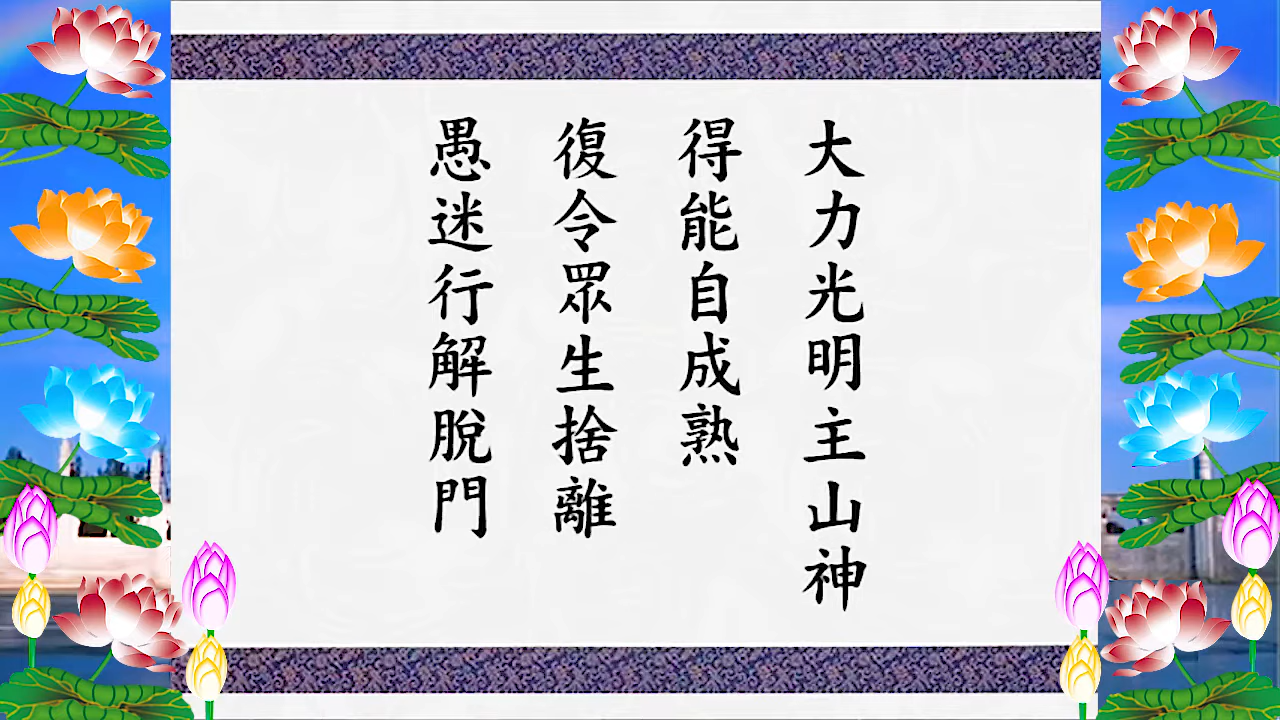 大力光明主山神
得能自成熟
復令眾生捨離
愚迷行解脫門